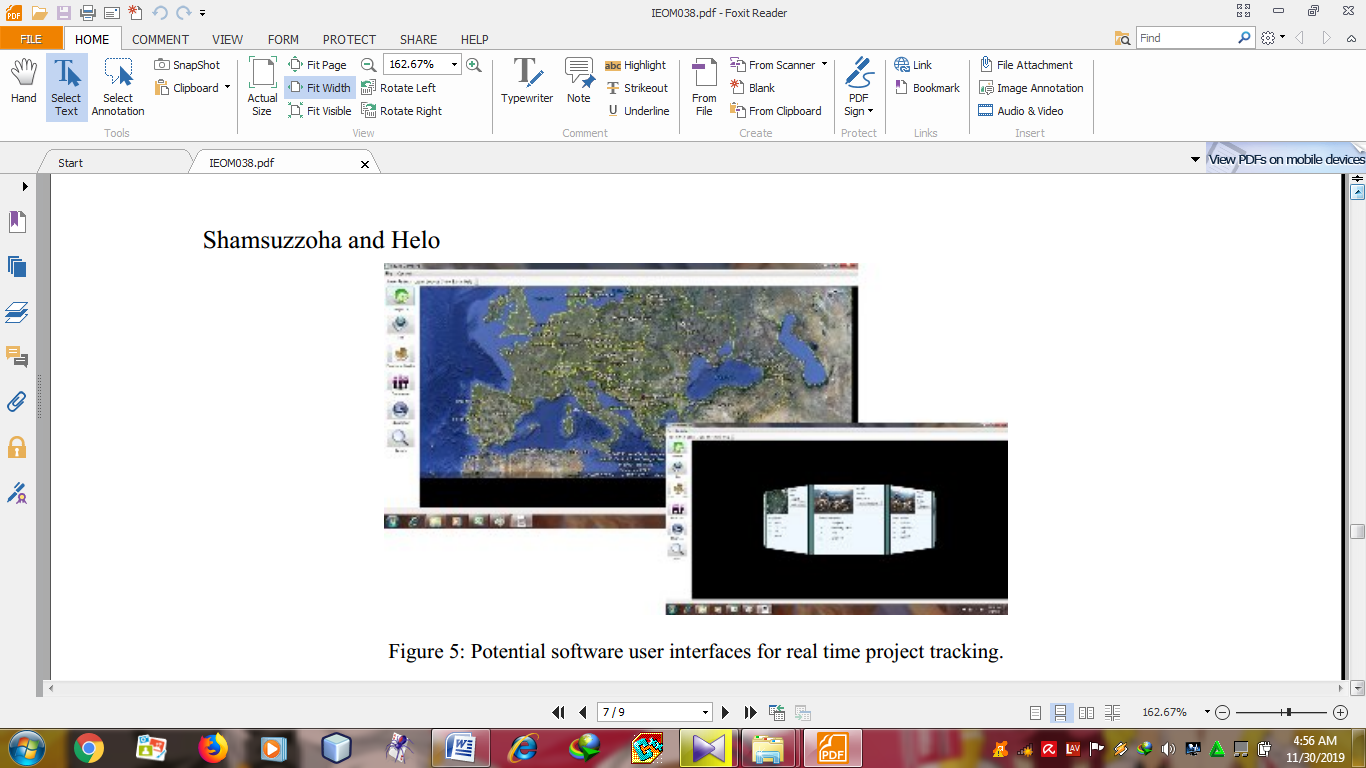 IEOM038.pdf - Foxit Reader
FILE HOME COMMENT VIEW FORM PROTECT SHARE HELP
Find
Hand
Select Text
Select Annotation
SnapShot
Clipboard
Tools
Actual Size
Fit Page
Fit Width
Fit Visible
162.67%
Rotate Left
Rotate Right
View
Typewriter
Note
abc Highlight
T Strikeout
U Underline
Comment
From File
From Scanner
Blank
From Clipboard
Create
PDF Sign
Protect
Link
Bookmark
Links
File Attachment
Image Annotation
Audio & Video
Insert
Start
IEOM038.pdf
View PDFs on mobile devices
Shamsuzzoha and Helo
Figure 5: Potential software user interfaces for real time project tracking.
7 / 9
162.67%
PDF
LAV
4:56 AM
11/30/2019